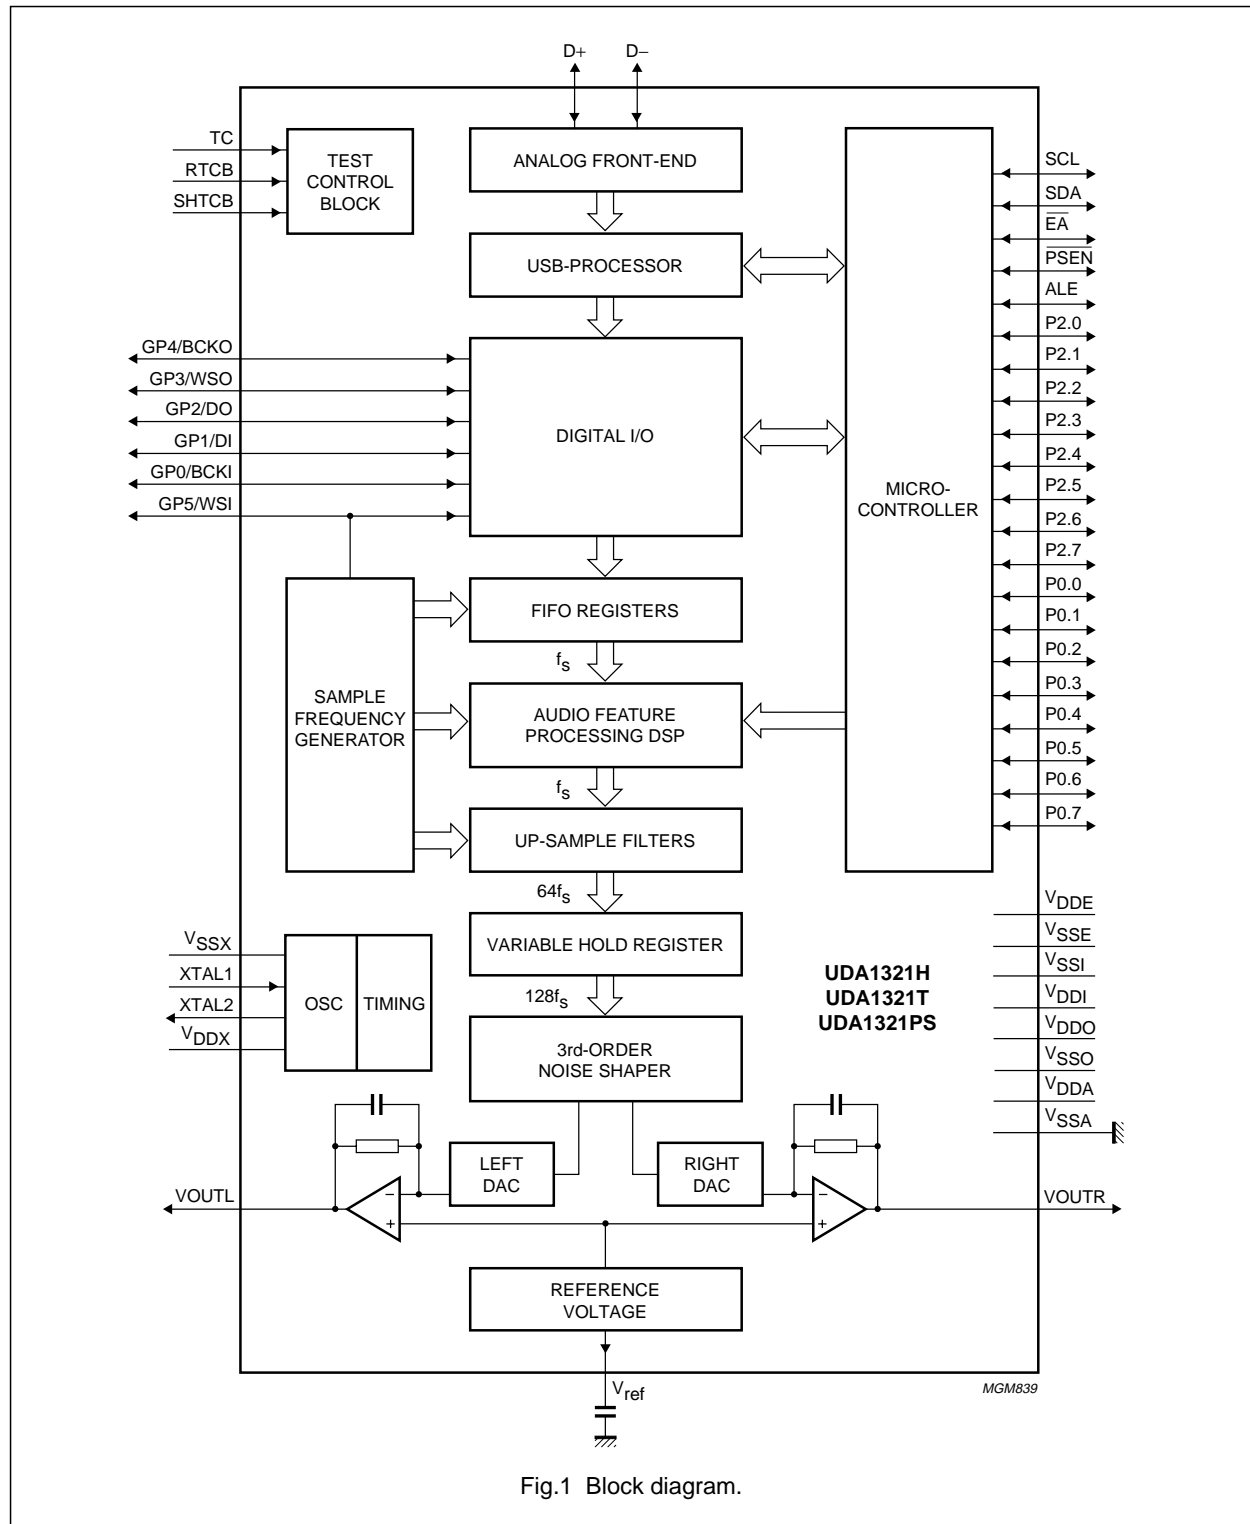 D+ D−
TC
RTCB
SHTCB
TEST
CONTROL
BLOCK
ANALOG FRONT-END
USB-PROCESSOR
GP4/BCKO
GP3/WSO
GP2/DO
GP1/DI
GP0/BCKI
GP5/WSI
DIGITAL I/O
MICRO-
CONTROLLER
SCL
SDA
E̅A̅
P̅S̅E̅N̅
ALE
P2.0
P2.1
P2.2
P2.3
P2.4
P2.5
P2.6
P2.7
P0.0
P0.1
P0.2
P0.3
P0.4
P0.5
P0.6
P0.7
FIFO REGISTERS
fs
SAMPLE
FREQUENCY
GENERATOR
AUDIO FEATURE
PROCESSING DSP
fs
UP-SAMPLE FILTERS
64fs
VARIABLE HOLD REGISTER
128fs
3rd-ORDER
NOISE SHAPER
VSSX
XTAL1
XTAL2
VDDX
OSC TIMING
UDA1321H
UDA1321T
UDA1321PS
VDDE
VSSE
VSSI
VDDI
VDDO
VSSO
VDDA
VSSA
LEFT
DAC
RIGHT
DAC
VOUTL
− +
− +
VOUTR
REFERENCE
VOLTAGE
Vref
MGM839
Fig.1 Block diagram.